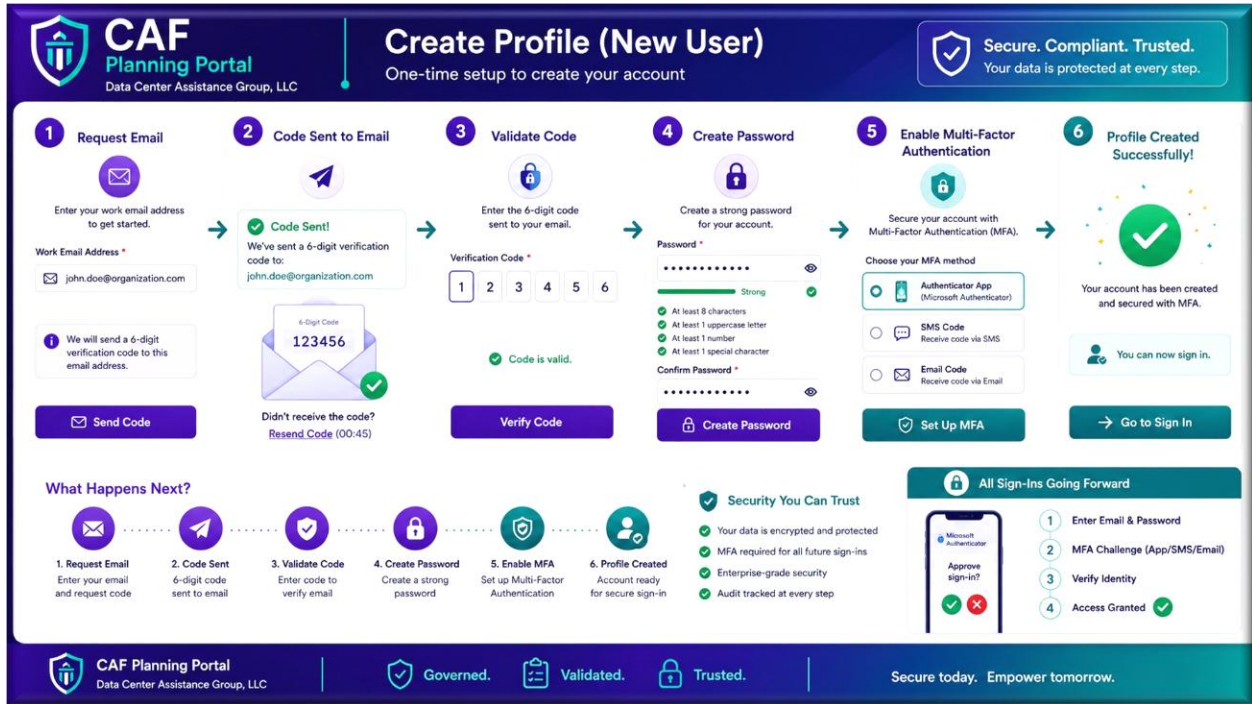 CAF
Planning Portal
Data Center Assistance Group, LLC
Create Profile (New User)
One-time setup to create your account
Secure. Compliant. Trusted.
Your data is protected at every step.
1
Request Email
Enter your work email address
to get started.
Work Email Address *
john.doe@organization.com
We will send a 6-digit
verification code to this
email address.
Send Code
2
Code Sent to Email
Code Sent!
We've sent a 6-digit verification
code to:
john.doe@organization.com
6-Digit Code
123456
Didn't receive the code?
Resend Code (00:45)
3
Validate Code
Enter the 6-digit code
sent to your email.
Verification Code *
1 2 3 4 5 6
Code is valid.
Verify Code
4
Create Password
Create a strong password
for your account.
Password *
••••••••••••
Strong
At least 8 characters
At least 1 uppercase letter
At least 1 number
At least 1 special character
Confirm Password *
••••••••••••
Create Password
5
Enable Multi-Factor
Authentication
Secure your account with
Multi-Factor Authentication (MFA).
Choose your MFA method
Authenticator App
(Microsoft Authenticator)
SMS Code
Receive code via SMS
Email Code
Receive code via Email
Set Up MFA
6
Profile Created
Successfully!
Your account has been created
and secured with MFA.
You can now sign in.
Go to Sign In
What Happens Next?
1. Request Email
Enter your email
and request code
2. Code Sent
6-digit code
sent to email
3. Validate Code
Enter code to
verify email
4. Create Password
Create a strong
password
5. Enable MFA
Set up Multi-Factor
Authentication
6. Profile Created
Account ready
for secure sign-in
Security You Can Trust
Your data is encrypted and protected
MFA required for all future sign-ins
Enterprise-grade security
Audit tracked at every step
All Sign-Ins Going Forward
Microsoft
Authenticator
Approve
sign-in?
1 Enter Email & Password
2 MFA Challenge (App/SMS/Email)
3 Verify Identity
4 Access Granted
CAF Planning Portal
Data Center Assistance Group, LLC
Governed.
Validated.
Trusted.
Secure today. Empower tomorrow.